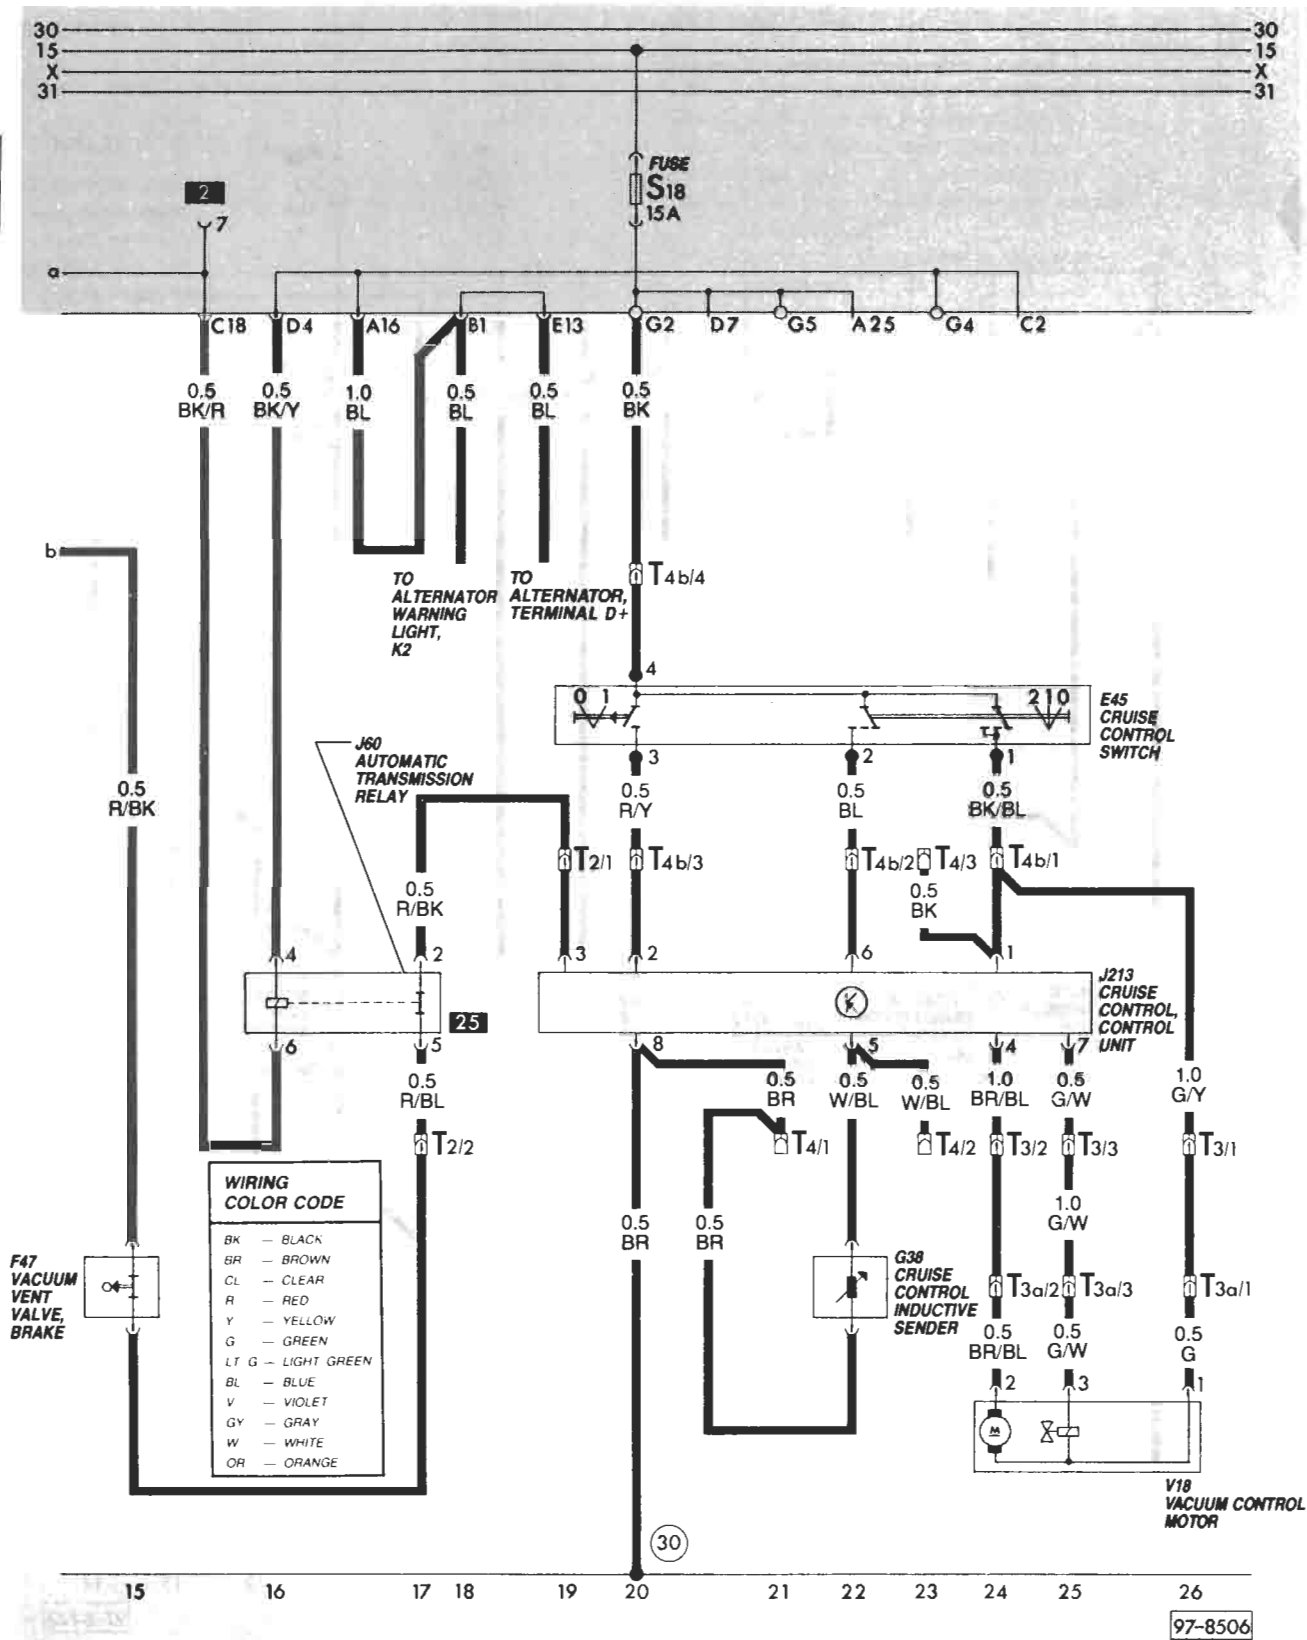 30 30
15 15
X X
31 31
FUSE
S18
15A
2
7
a
C18 D4 A16 B1 E13 G2 D7 G5 A25 G4 C2
0.5 0.5 1.0 0.5 0.5 0.5
BK/R BK/Y BL BL BL BK
b
T4b/4
TO
ALTERNATOR
WARNING
LIGHT,
K2
TO
ALTERNATOR,
TERMINAL D+
4
0 1
2 1 0
E45
CRUISE
CONTROL
SWITCH
3 2 1
J60
AUTOMATIC
TRANSMISSION
RELAY
0.5
R/BK
0.5 0.5 0.5
R/Y BL BK/BL
T2/1 T4b/3 T4b/2 T4/3 T4b/1
0.5
R/BK
0.5
BK
4 2 3 2 6 1
J213
CRUISE
CONTROL,
CONTROL
UNIT
25
6 5 8 5 4 7
0.5
R/BL
0.5
BR
0.5
W/BL
0.5
W/BL
1.0
BR/BL
0.5
G/W
1.0
G/Y
T2/2 T4/1 T4/2 T3/2 T3/3 T3/1
WIRING
COLOR CODE
BK — BLACK
BR — BROWN
CL — CLEAR
R — RED
Y — YELLOW
G — GREEN
LT G — LIGHT GREEN
BL — BLUE
V — VIOLET
GY — GRAY
W — WHITE
OR — ORANGE
0.5
BR
0.5
BR
1.0
G/W
F47
VACUUM
VENT
VALVE,
BRAKE
G38
CRUISE
CONTROL
INDUCTIVE
SENDER
T3a/2 T3a/3 T3a/1
0.5 0.5 0.5
BR/BL G/W G
2 3 1
M
V18
VACUUM CONTROL
MOTOR
30
15 16 17 18 19 20 21 22 23 24 25 26
97-8506